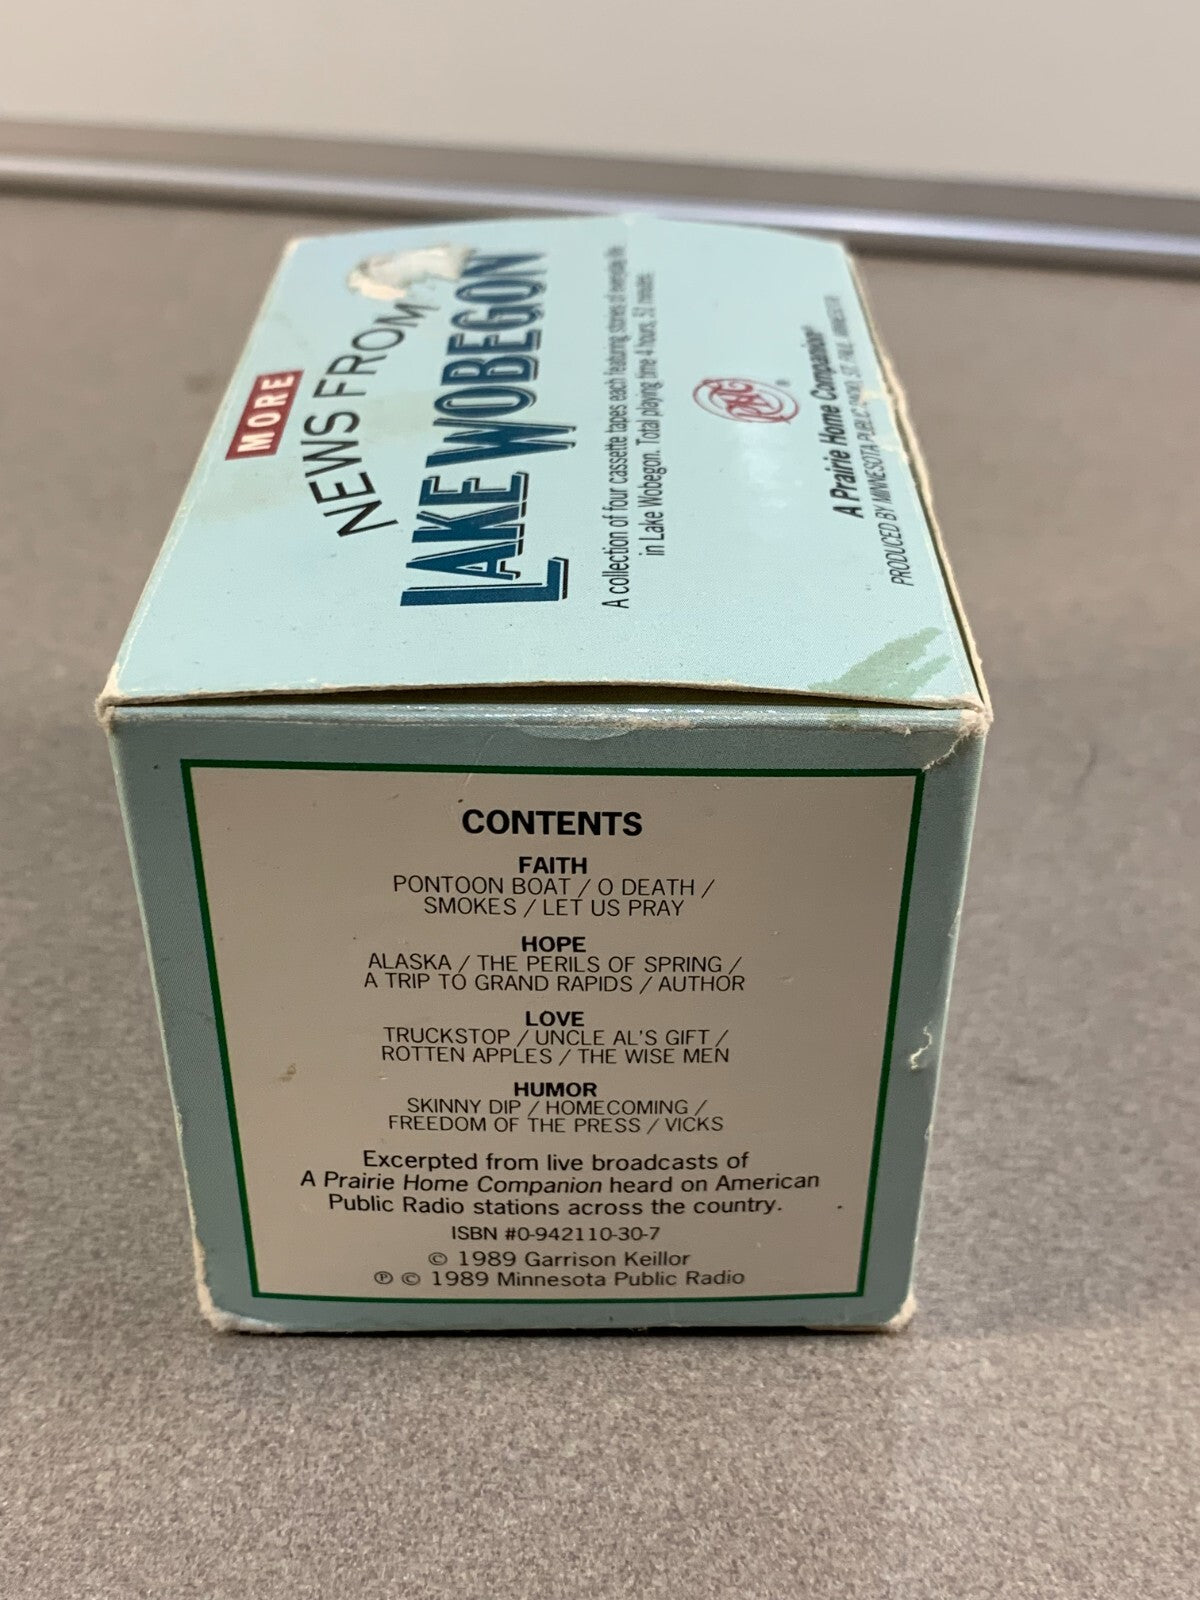 MORE
NEWS FROM
LAKE WOBEGON
A collection of four cassette tapes each featuring stories of everyday life
in Lake Wobegon. Total playing time 4 hours, 51 minutes.
PHC
®
A Prairie Home Companion®
PRODUCED BY MINNESOTA PUBLIC RADIO, ST. PAUL, MINNESOTA
CONTENTS
FAITH
PONTOON BOAT / O DEATH /
SMOKES / LET US PRAY
HOPE
ALASKA / THE PERILS OF SPRING /
A TRIP TO GRAND RAPIDS / AUTHOR
LOVE
TRUCKSTOP / UNCLE AL'S GIFT /
ROTTEN APPLES / THE WISE MEN
HUMOR
SKINNY DIP / HOMECOMING /
FREEDOM OF THE PRESS / VICKS
Excerpted from live broadcasts of
A Prairie Home Companion heard on American
Public Radio stations across the country.
ISBN #0-942110-30-7
© 1989 Garrison Keillor
℗ © 1989 Minnesota Public Radio